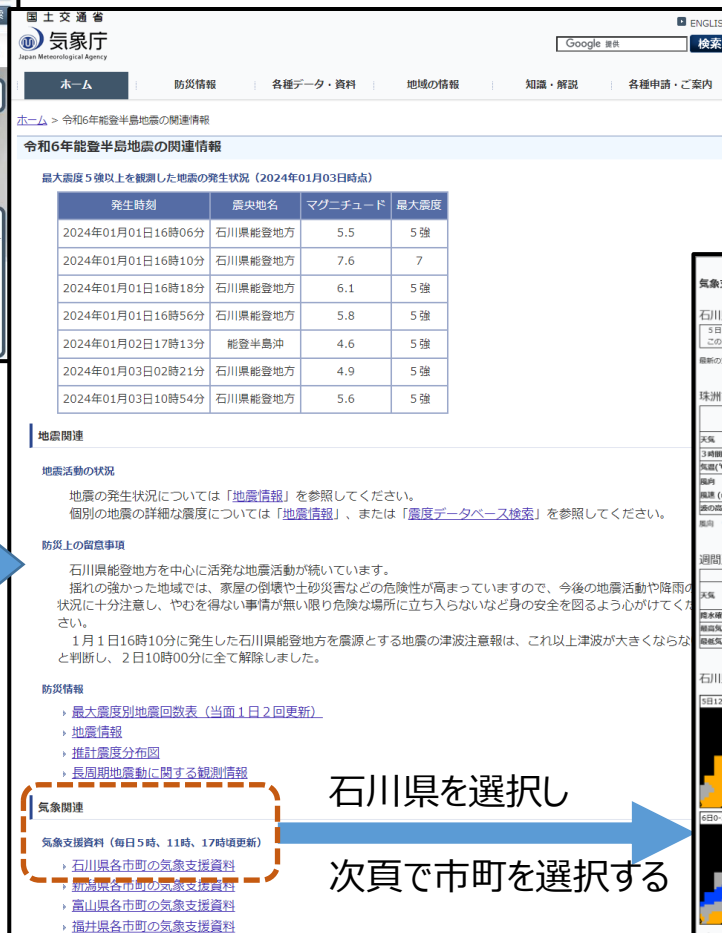 国土交通省
気象庁
Japan Meteorological Agency
ENGLIS
Google 提供
検索
ホーム 防災情報 各種データ・資料 地域の情報 知識・解説 各種申請・ご案内
ホーム > 令和6年能登半島地震の関連情報
令和6年能登半島地震の関連情報
最大震度5強以上を観測した地震の発生状況（2024年01月03日時点）
発生時刻 震央地名 マグニチュード 最大震度
2024年01月01日16時06分 石川県能登地方 5.5 5強
2024年01月01日16時10分 石川県能登地方 7.6 7
2024年01月01日16時18分 石川県能登地方 6.1 5強
2024年01月01日16時56分 石川県能登地方 5.8 5強
2024年01月02日17時13分 能登半島沖 4.6 5強
2024年01月03日02時21分 石川県能登地方 4.9 5強
2024年01月03日10時54分 石川県能登地方 5.6 5強
地震関連
地震活動の状況
地震の発生状況については「地震情報」を参照してください。
個別の地震の詳細な震度については「地震情報」、または「震度データベース検索」を参照してください。
防災上の留意事項
石川県能登地方を中心に活発な地震活動が続いています。
揺れの強かった地域では、家屋の倒壊や土砂災害などの危険性が高まっていますので、今後の地震活動や降雨の
状況に十分注意し、やむを得ない事情が無い限り危険な場所に立ち入らないなど身の安全を図るよう心がけてくだ
さい。
1月1日16時10分に発生した石川県能登地方を震源とする地震の津波注意報は、これ以上津波が大きくならな
と判断し、2日10時00分に全て解除しました。
防災情報
最大震度別地震回数表（当面1日2回更新）
地震情報
推計震度分布図
長周期地震動に関する観測情報
気象関連
気象支援資料（毎日5時、11時、17時頃更新）
石川県各市町の気象支援資料
新潟県各市町の気象支援資料
富山県各市町の気象支援資料
福井県各市町の気象支援資料
石川県を選択し
次頁で市町を選択する
気象支
石川
5日
この
最新の
珠洲
天気
3時間
風向
週間
天気
石川
5日12
6日0-